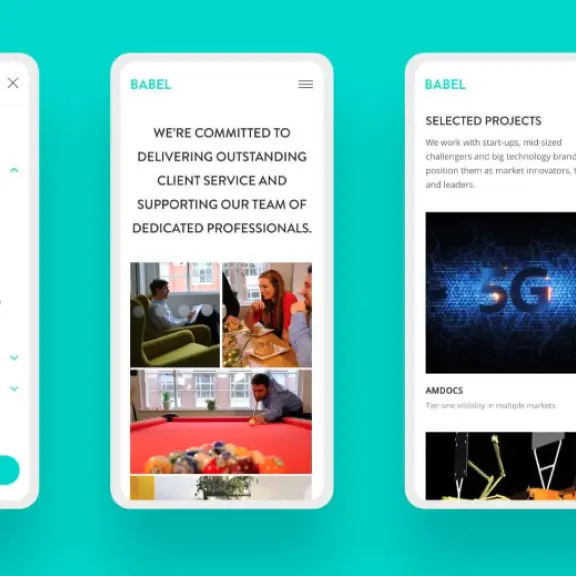 BABEL
WE'RE COMMITTED TO
DELIVERING OUTSTANDING
CLIENT SERVICE AND
SUPPORTING OUR TEAM OF
DEDICATED PROFESSIONALS.
BABEL
SELECTED PROJECTS
We work with start-ups, mid-sized
challengers and big technology brand
position them as market innovators, t
and leaders.
5G
AMDOCS
Tier-one visibility in multiple markets